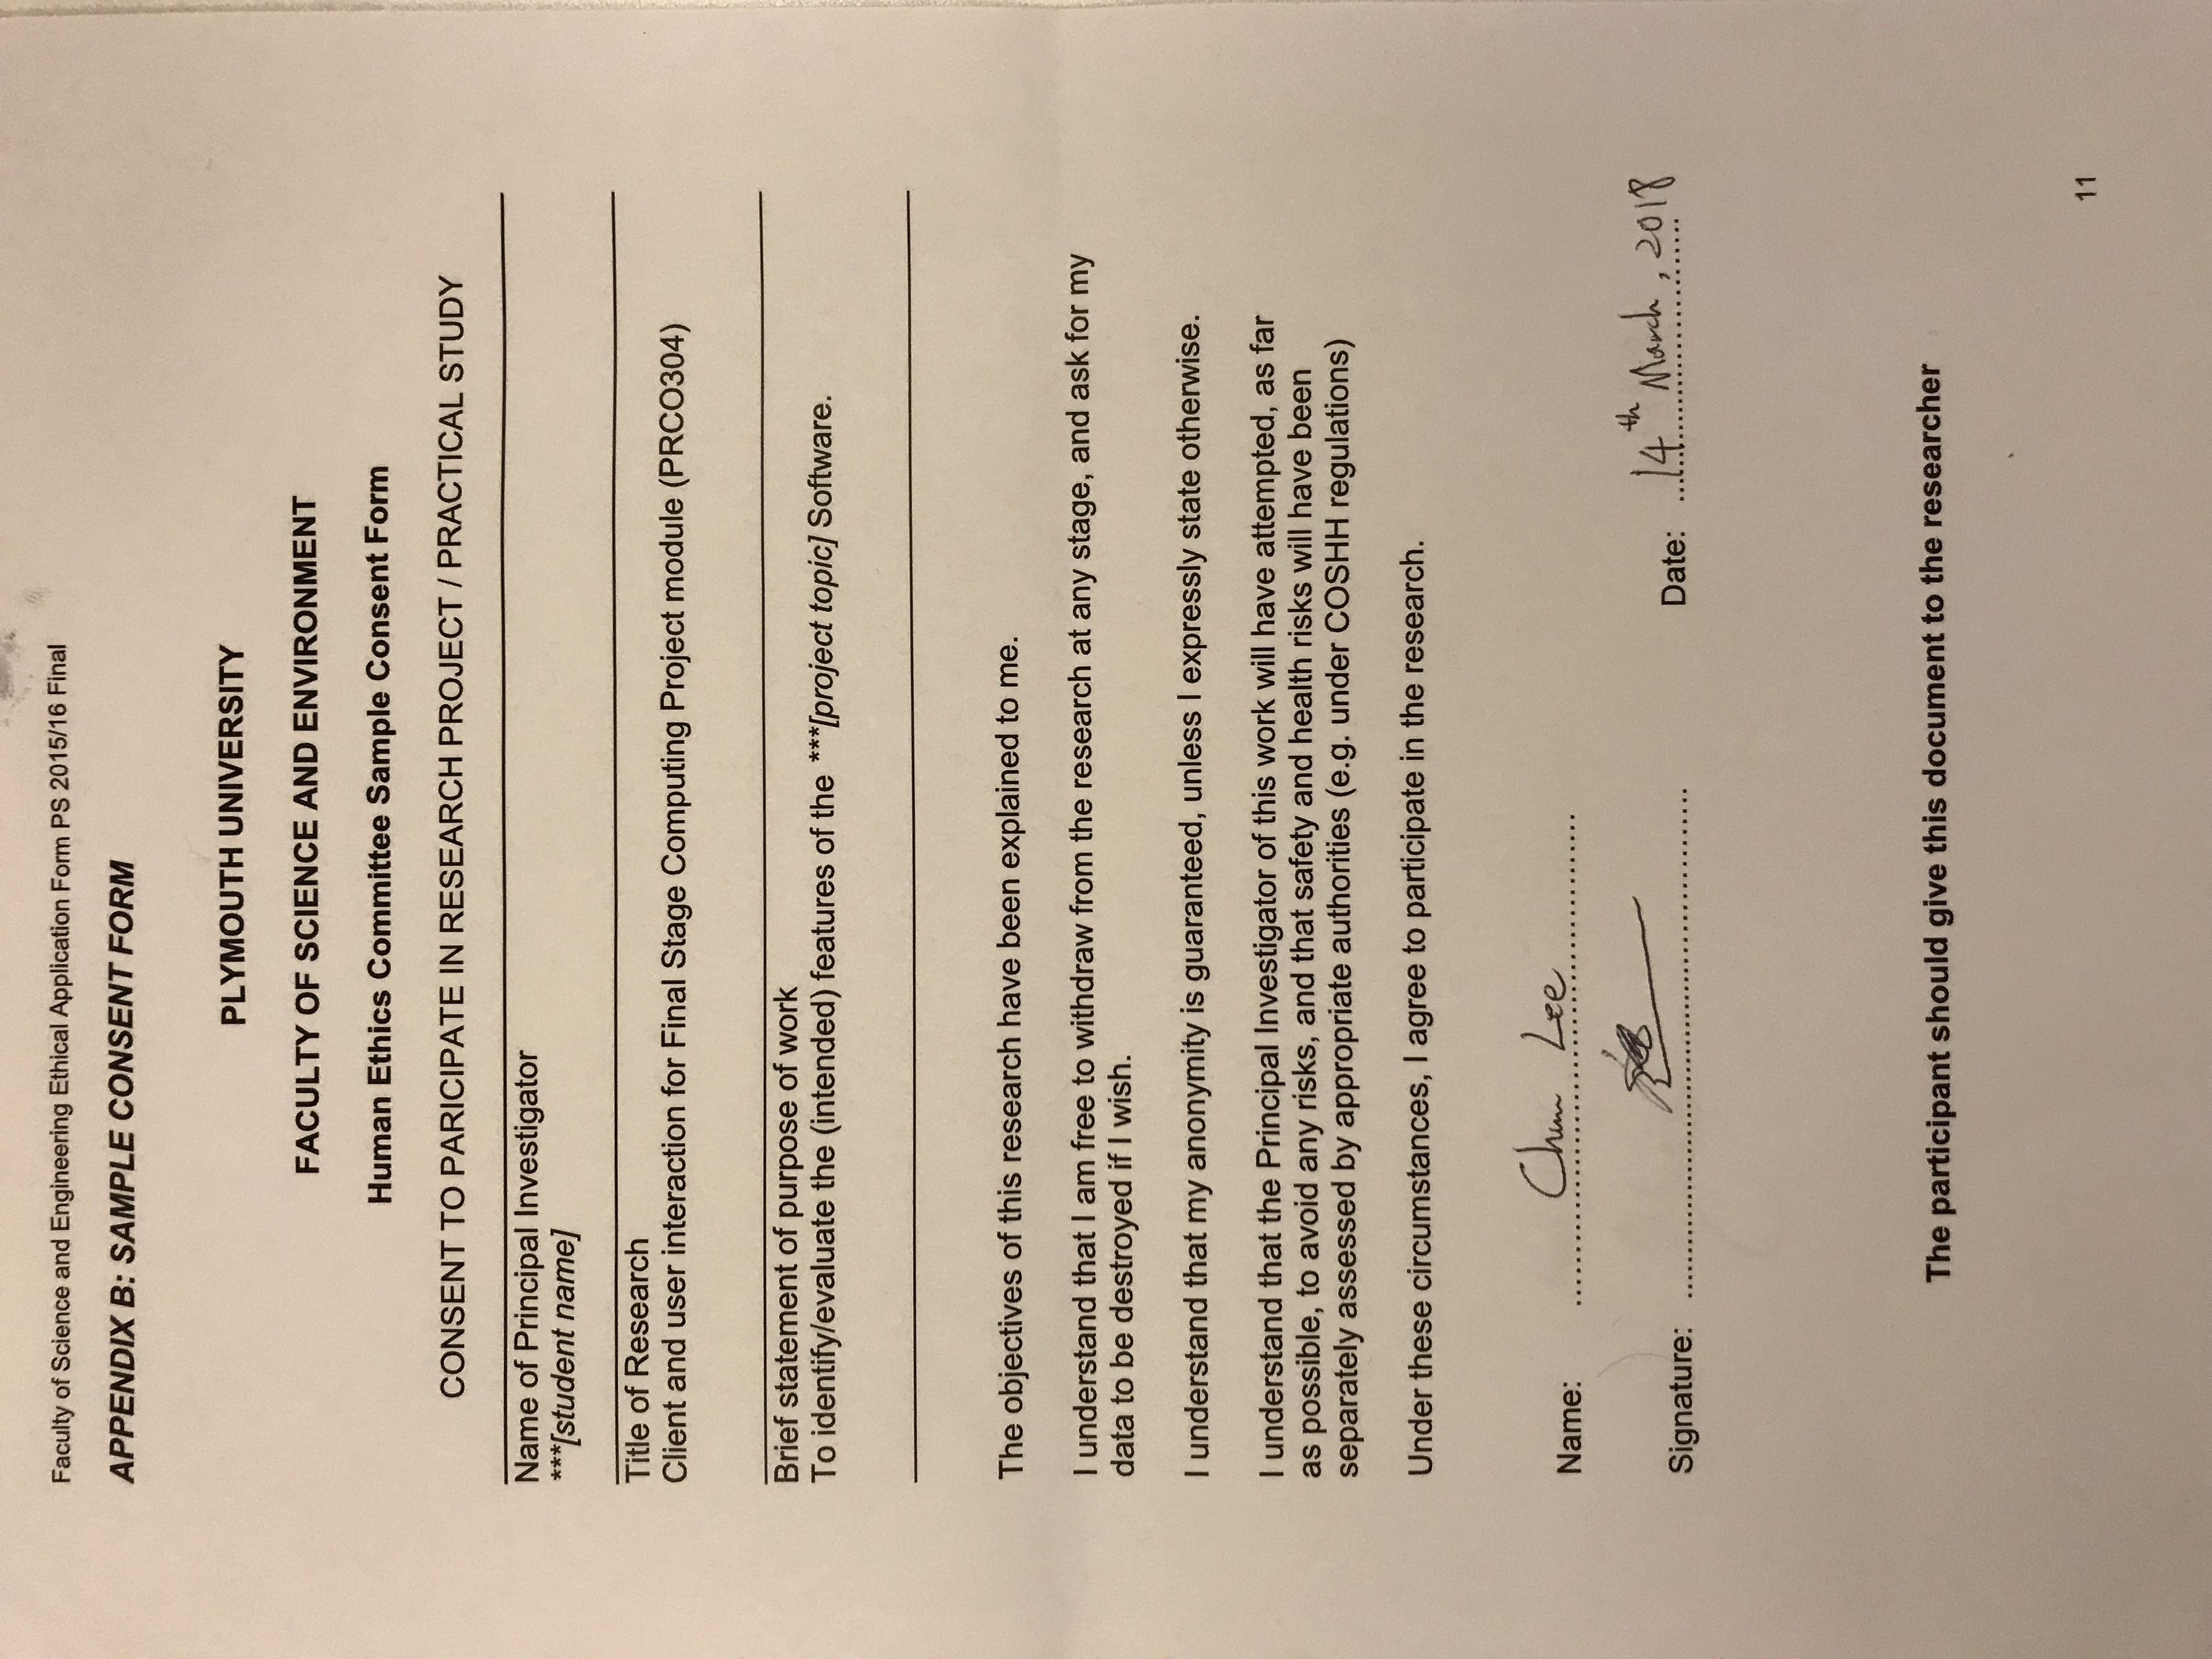 Faculty of Science and Engineering Ethical Application Form PS 2015/16 Final
APPENDIX B: SAMPLE CONSENT FORM
PLYMOUTH UNIVERSITY
FACULTY OF SCIENCE AND ENVIRONMENT
Human Ethics Committee Sample Consent Form
CONSENT TO PARICIPATE IN RESEARCH PROJECT / PRACTICAL STUDY
Name of Principal Investigator
***[student name]
Title of Research
Client and user interaction for Final Stage Computing Project module (PRCO304)
Brief statement of purpose of work
To identify/evaluate the (intended) features of the ***[project topic] Software.
The objectives of this research have been explained to me.
I understand that I am free to withdraw from the research at any stage, and ask for my
data to be destroyed if I wish.
I understand that my anonymity is guaranteed, unless I expressly state otherwise.
I understand that the Principal Investigator of this work will have attempted, as far
as possible, to avoid any risks, and that safety and health risks will have been
separately assessed by appropriate authorities (e.g. under COSHH regulations)
Under these circumstances, I agree to participate in the research.
Name: Chun Lee
Signature: Date: 14th March, 2018
The participant should give this document to the researcher
11